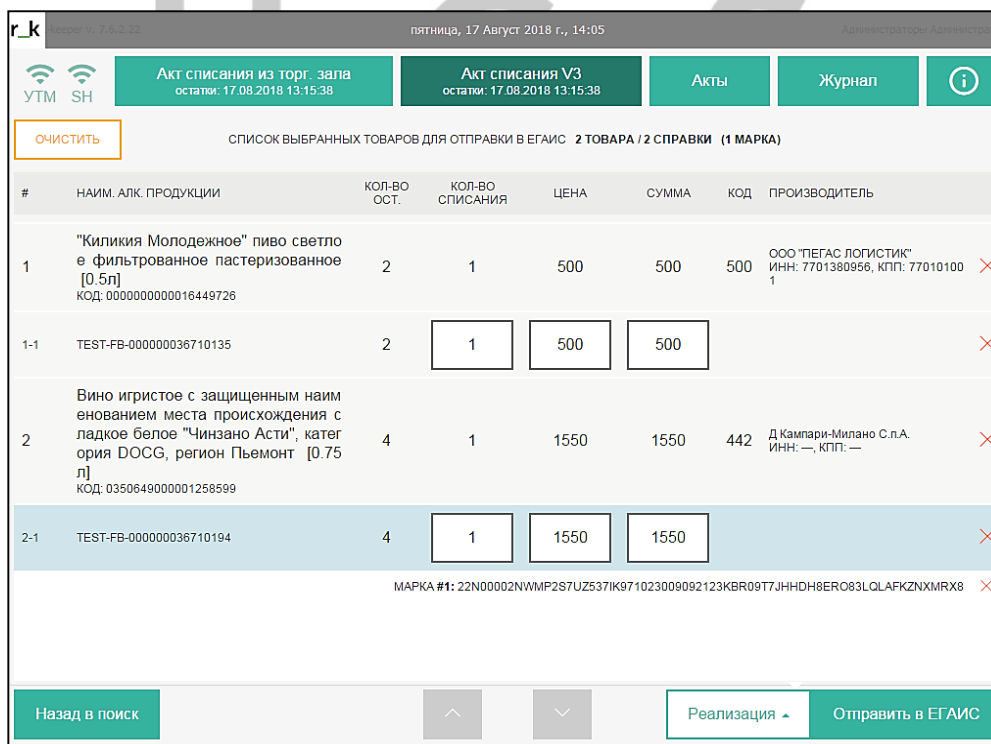 r_k
r-keeper v. 7.6.2.22
пятница, 17 Август 2018 г., 14:05
Администраторы Администра
УТМ
SH
Акт списания из торг. зала
остатки: 17.08.2018 13:15:38
Акт списания V3
остатки: 17.08.2018 13:15:38
Акты
Журнал
ОЧИСТИТЬ
СПИСОК ВЫБРАННЫХ ТОВАРОВ ДЛЯ ОТПРАВКИ В ЕГАИС 2 ТОВАРА / 2 СПРАВКИ (1 МАРКА)
# НАИМ. АЛК. ПРОДУКЦИИ КОЛ-ВО ОСТ. КОЛ-ВО СПИСАНИЯ ЦЕНА СУММА КОД ПРОИЗВОДИТЕЛЬ
1
"Киликия Молодежное" пиво светло
е фильтрованное пастеризованное
[0.5л]
КОД: 0000000000016449726
2 1 500 500 500
ООО "ПЕГАС ЛОГИСТИК"
ИНН: 7701380956, КПП: 77010100
1
1-1 TEST-FB-000000036710135 2 1 500 500
2
Вино игристое с защищенным наим
енованием места происхождения с
ладкое белое "Чинзано Асти", катег
ория DOCG, регион Пьемонт [0.75
л]
КОД: 0350649000001258599
4 1 1550 1550 442
Д Кампари-Милано С.п.А.
ИНН: —, КПП: —
2-1 TEST-FB-000000036710194 4 1 1550 1550
МАРКА #1: 22N00002NWMP2S7UZ537IK971023009092123KBR09T7JHHDH8ERO83LQLAFKZNXMRX8
Назад в поиск
Реализация
Отправить в ЕГАИС